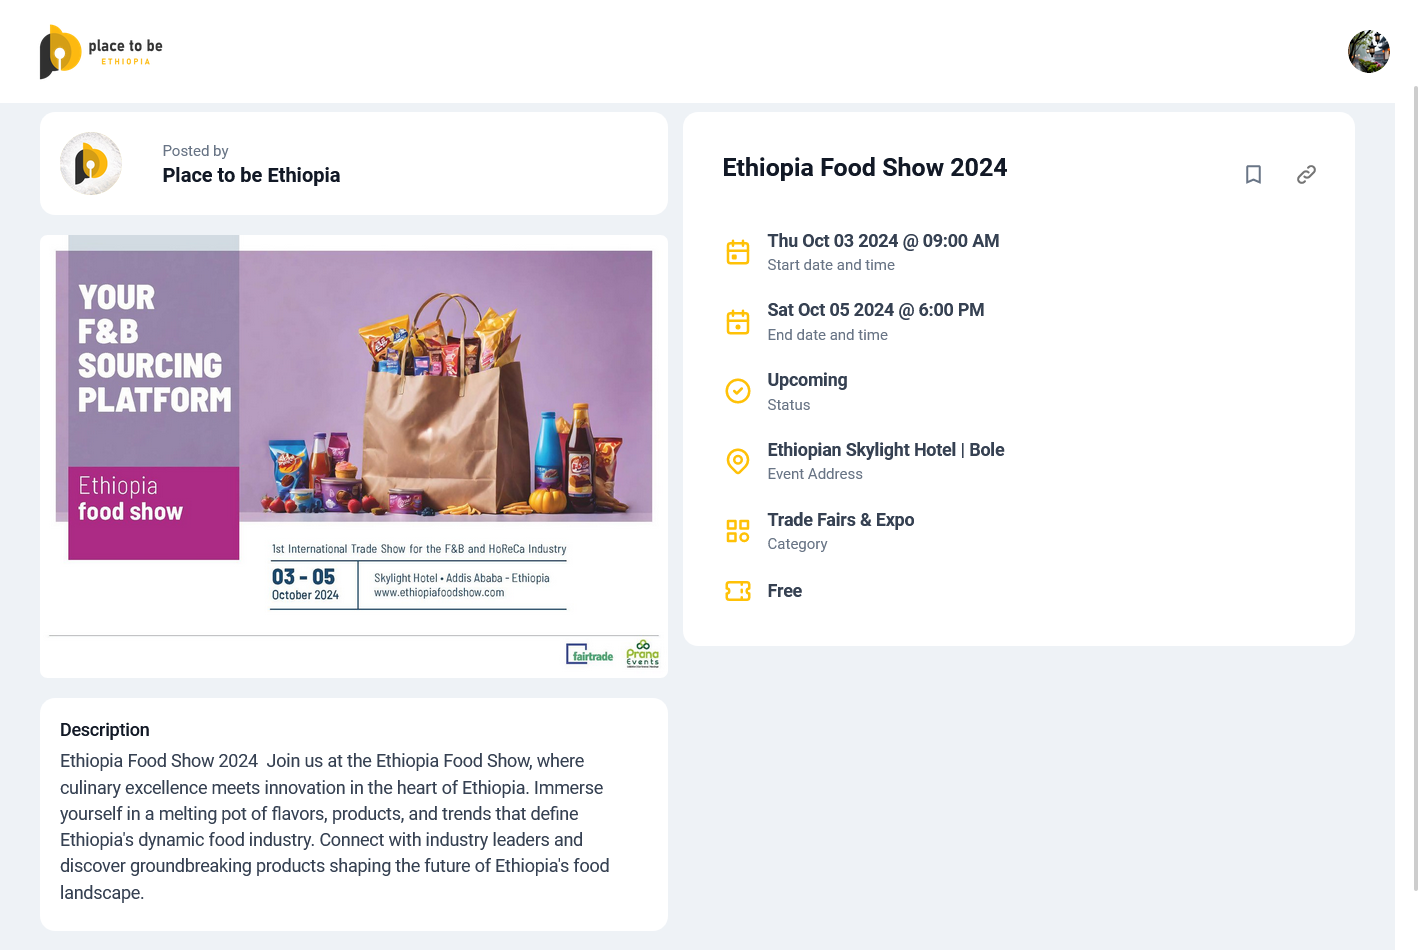 place to be
ETHIOPIA
Posted by
Place to be Ethiopia
YOUR
F&B
SOURCING
PLATFORM
Ethiopia
food show
1st International Trade Show for the F&B and HoReCa Industry
03 - 05
October 2024
Skylight Hotel • Addis Ababa - Ethiopia
www.ethiopiafoodshow.com
fairtrade
Prana
Events
Description
Ethiopia Food Show 2024  Join us at the Ethiopia Food Show, where
culinary excellence meets innovation in the heart of Ethiopia. Immerse
yourself in a melting pot of flavors, products, and trends that define
Ethiopia's dynamic food industry. Connect with industry leaders and
discover groundbreaking products shaping the future of Ethiopia's food
landscape.
Ethiopia Food Show 2024
Thu Oct 03 2024 @ 09:00 AM
Start date and time
Sat Oct 05 2024 @ 6:00 PM
End date and time
Upcoming
Status
Ethiopian Skylight Hotel | Bole
Event Address
Trade Fairs & Expo
Category
Free